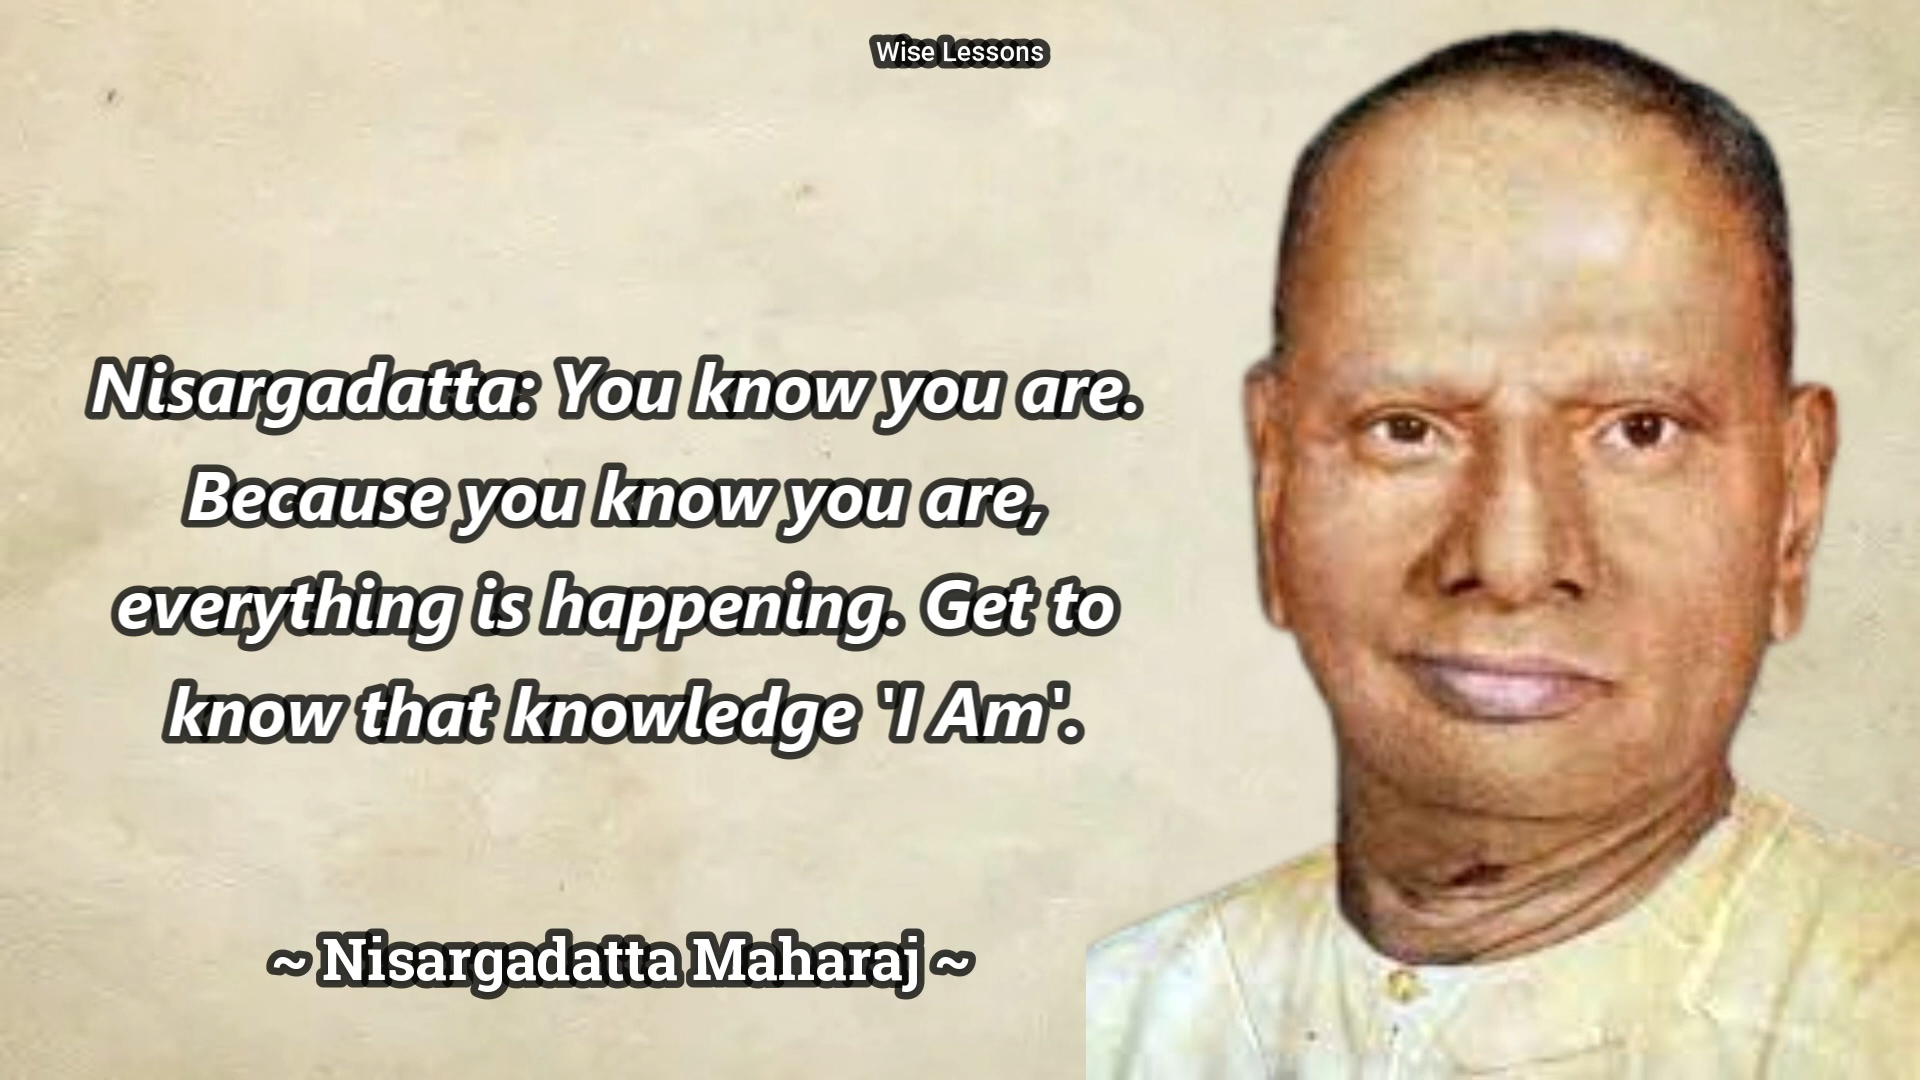 Wise Lessons
Nisargadatta: You know you are.
Because you know you are,
everything is happening. Get to
know that knowledge 'I Am'.
~ Nisargadatta Maharaj ~